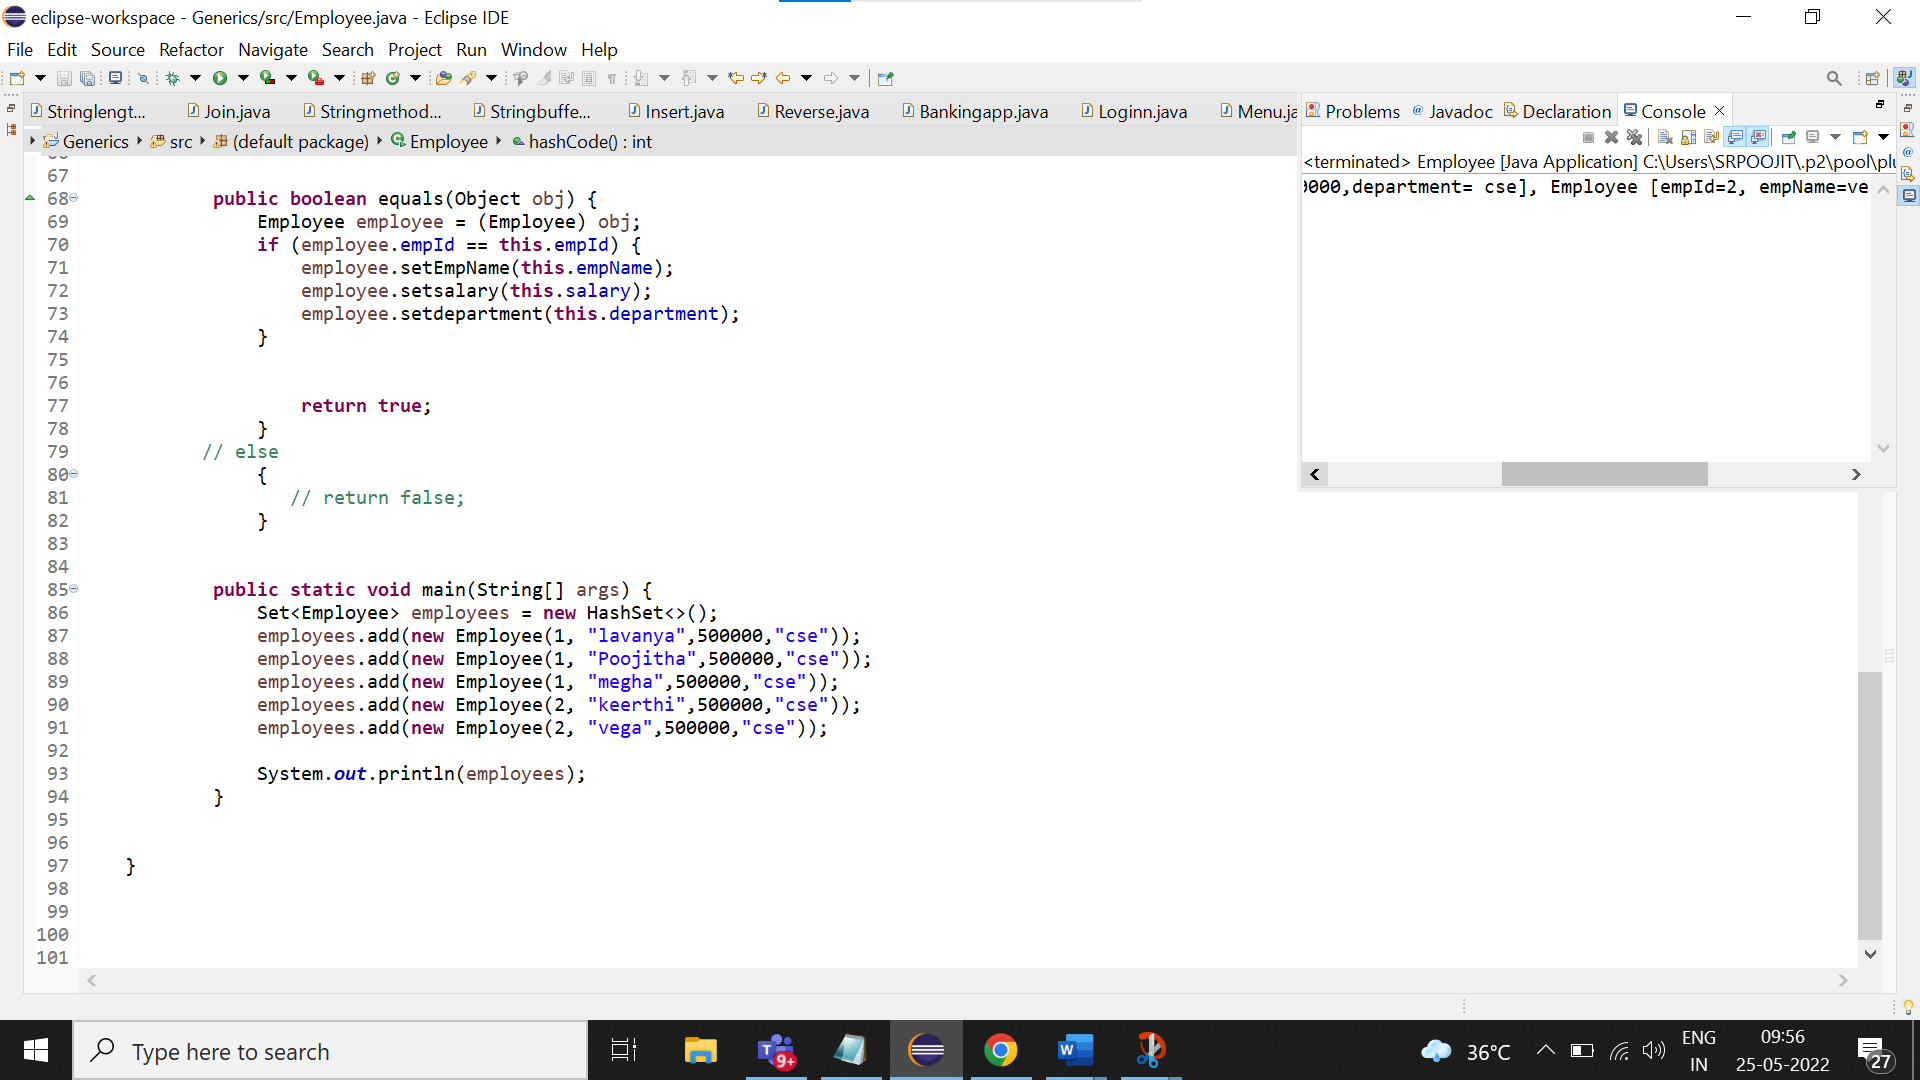 eclipse-workspace - Generics/src/Employee.java - Eclipse IDE
File Edit Source Refactor Navigate Search Project Run Window Help
Stringlengt... Join.java Stringmethod... Stringbuffe... Insert.java Reverse.java Bankingapp.java Loginn.java Menu.ja
Problems Javadoc Declaration Console
Generics src (default package) Employee hashCode() : int
<terminated> Employee [Java Application] C:\Users\SRPOOJIT\.p2\pool\plu
0000,department= cse], Employee [empId=2, empName=ve
67
68 public boolean equals(Object obj) {
69 Employee employee = (Employee) obj;
70 if (employee.empId == this.empId) {
71 employee.setEmpName(this.empName);
72 employee.setsalary(this.salary);
73 employee.setdepartment(this.department);
74 }
75
76
77 return true;
78 }
79 // else
80 {
81 // return false;
82 }
83
84
85 public static void main(String[] args) {
86 Set<Employee> employees = new HashSet<>();
87 employees.add(new Employee(1, "lavanya",500000,"cse"));
88 employees.add(new Employee(1, "Poojitha",500000,"cse"));
89 employees.add(new Employee(1, "megha",500000,"cse"));
90 employees.add(new Employee(2, "keerthi",500000,"cse"));
91 employees.add(new Employee(2, "vega",500000,"cse"));
92
93 System.out.println(employees);
94 }
95
96
97 }
98
99
100
101
Type here to search
9+
36°C
ENG
IN
09:56
25-05-2022
27